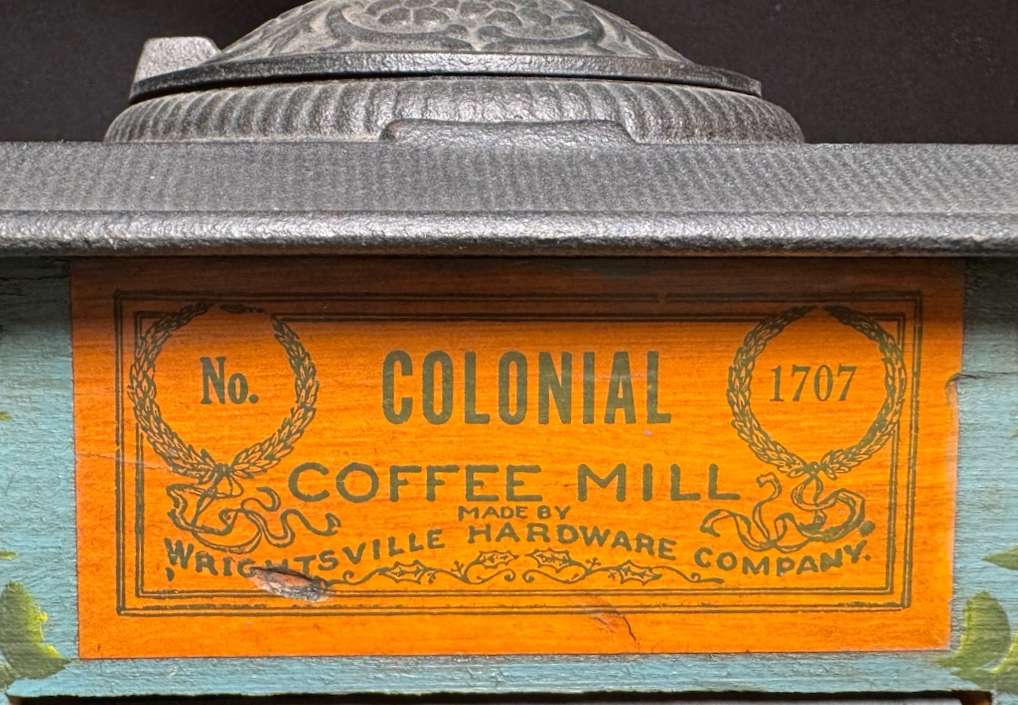 No. COLONIAL 1707
COFFEE MILL
MADE BY
WRIGHTSVILLE HARDWARE COMPANY.